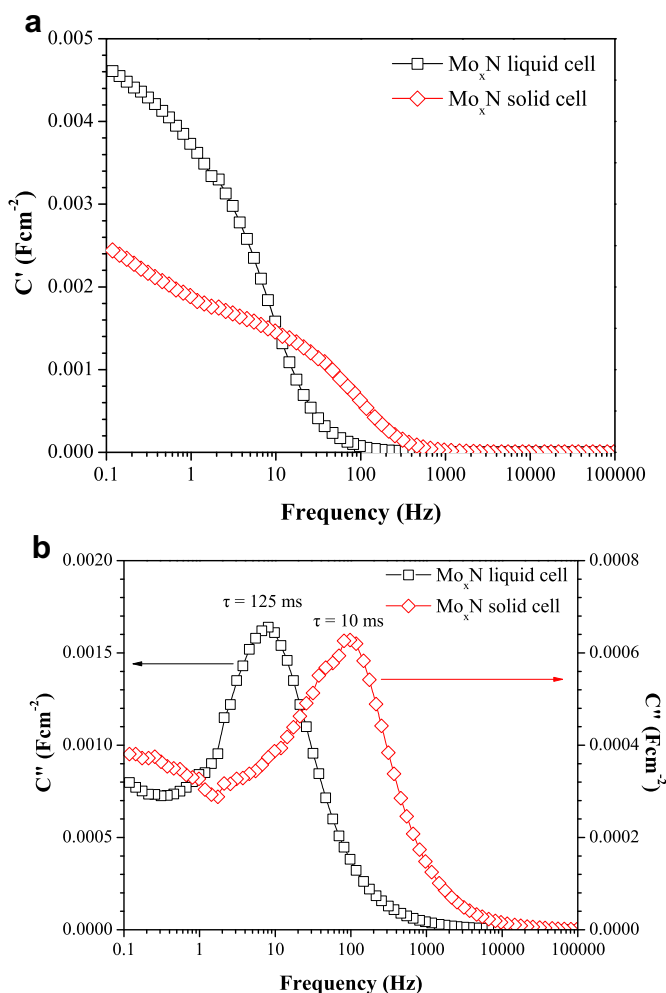 a
0.005
0.004
0.003
0.002
0.001
0.000
C' (Fcm⁻²)
MoₓN liquid cell
MoₓN solid cell
0.1 1 10 100 1000 10000 100000
Frequency (Hz)
b
0.0020
0.0015
0.0010
0.0005
0.0000
C'' (Fcm⁻²)
τ = 125 ms
τ = 10 ms
MoₓN liquid cell
MoₓN solid cell
0.0008
0.0006
0.0004
0.0002
0.0000
C'' (Fcm⁻²)
0.1 1 10 100 1000 10000 100000
Frequency (Hz)